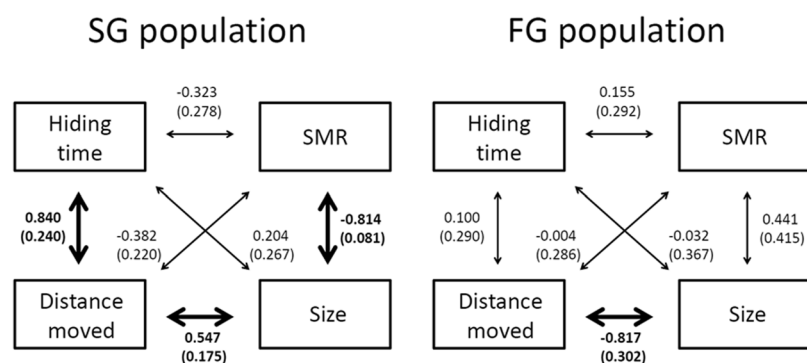 SG population
-0.323
(0.278)
Hiding
time
SMR
0.840
(0.240)
-0.382
(0.220)
0.204
(0.267)
-0.814
(0.081)
Distance
moved
Size
0.547
(0.175)
FG population
0.155
(0.292)
Hiding
time
SMR
0.100
(0.290)
-0.004
(0.286)
-0.032
(0.367)
0.441
(0.415)
Distance
moved
Size
-0.817
(0.302)